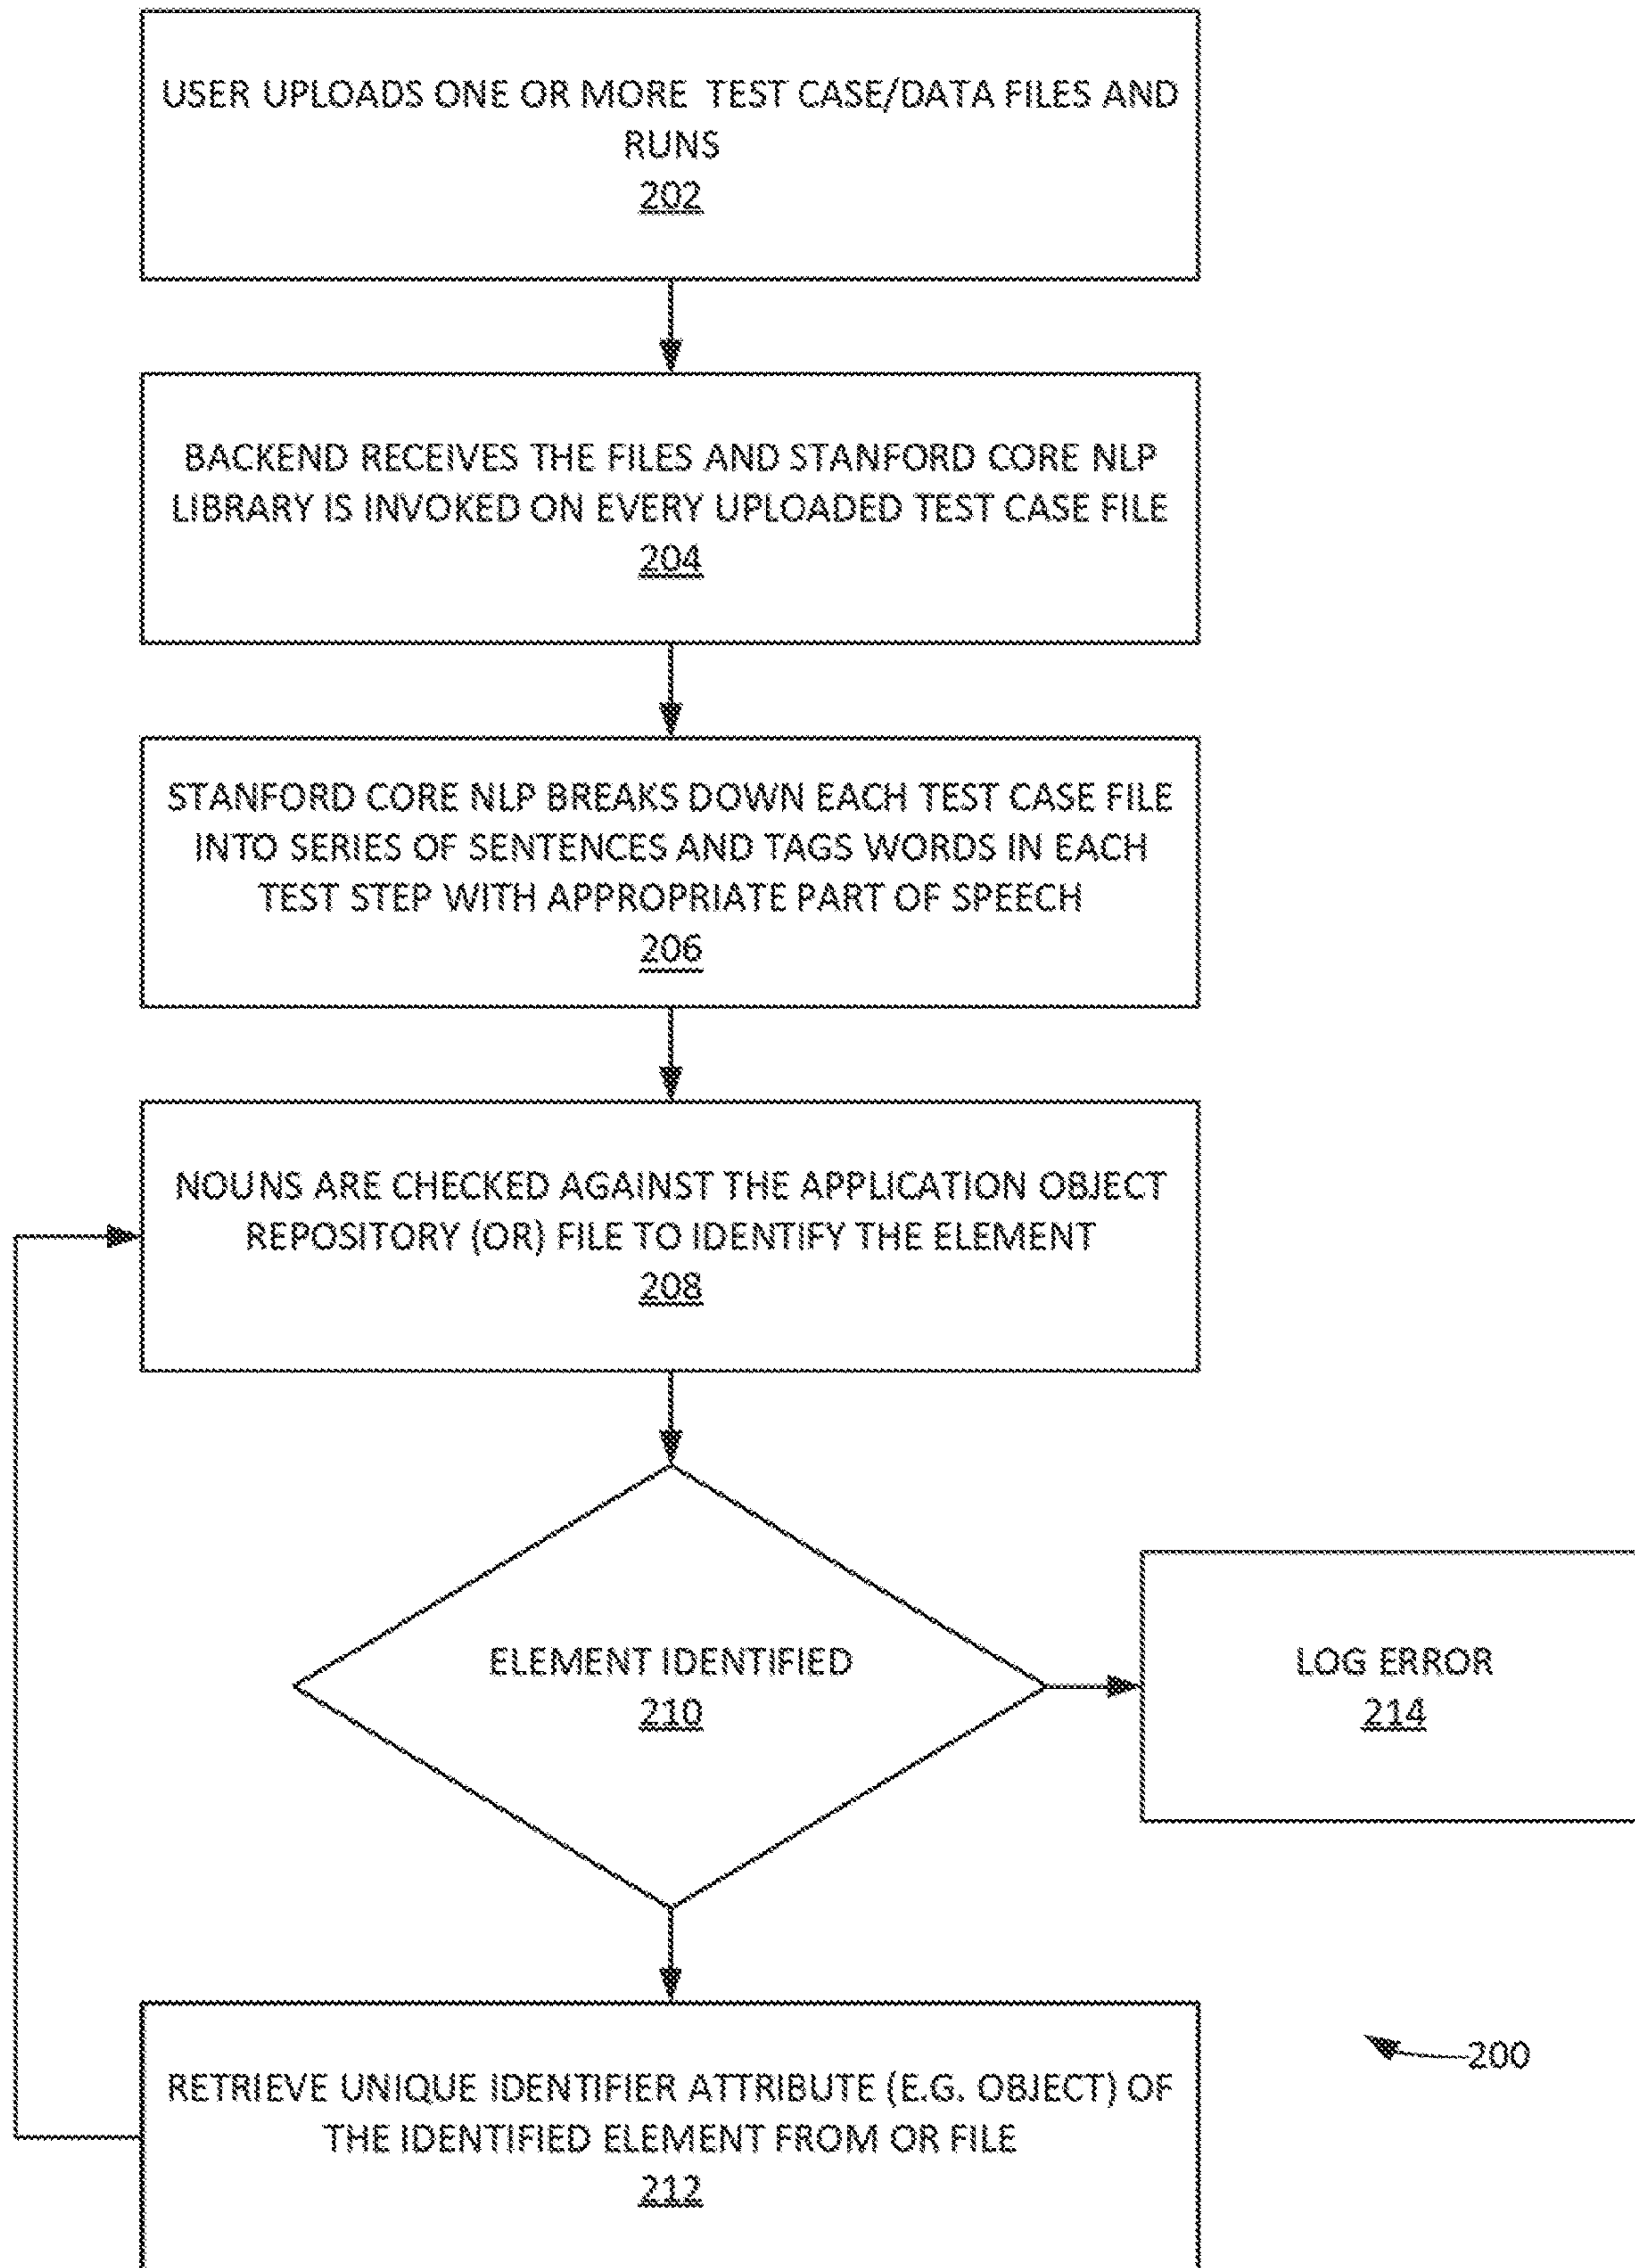 USER UPLOADS ONE OR MORE TEST CASE/DATA FILES AND
RUNS
202
BACKEND RECEIVES THE FILES AND STANFORD CORE NLP
LIBRARY IS INVOKED ON EVERY UPLOADED TEST CASE FILE
204
STANFORD CORE NLP BREAKS DOWN EACH TEST CASE FILE
INTO SERIES OF SENTENCES AND TAGS WORDS IN EACH
TEST STEP WITH APPROPRIATE PART OF SPEECH
206
NOUNS ARE CHECKED AGAINST THE APPLICATION OBJECT
REPOSITORY (OR) FILE TO IDENTIFY THE ELEMENT
208
ELEMENT IDENTIFIED
210
LOG ERROR
214
200
RETRIEVE UNIQUE IDENTIFIER ATTRIBUTE (E.G. OBJECT) OF
THE IDENTIFIED ELEMENT FROM OR FILE
212